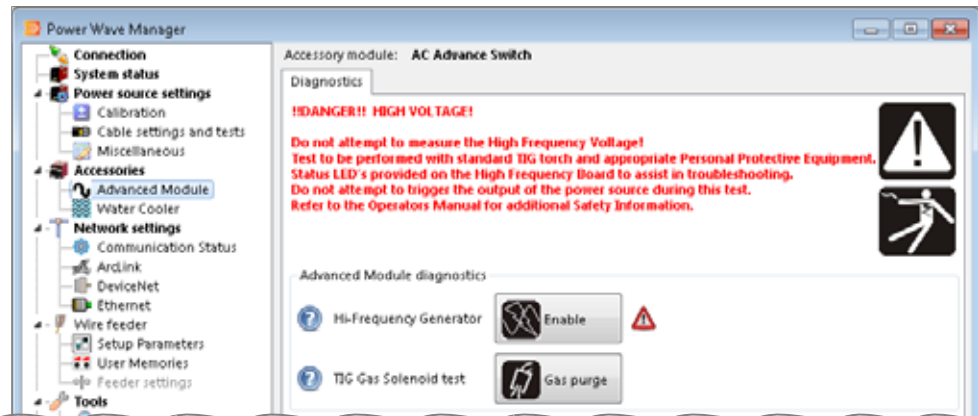 Power Wave Manager
Connection
System status
Power source settings
Calibration
Cable settings and tests
Miscellaneous
Accessories
Advanced Module
Water Cooler
Network settings
Communication Status
ArcLink
DeviceNet
Ethernet
Wire feeder
Setup Parameters
User Memories
Feeder settings
Tools
Accessory module: AC Advance Switch
Diagnostics
!!DANGER!! HIGH VOLTAGE!
Do not attempt to measure the High Frequency Voltage!
Test to be performed with standard TIG torch and appropriate Personal Protective Equipment.
Status LED's provided on the High Frequency Board to assist in troubleshooting.
Do not attempt to trigger the output of the power source during this test.
Refer to the Operators Manual for additional Safety Information.
Advanced Module diagnostics
Hi-Frequency Generator
Enable
TIG Gas Solenoid test
Gas purge